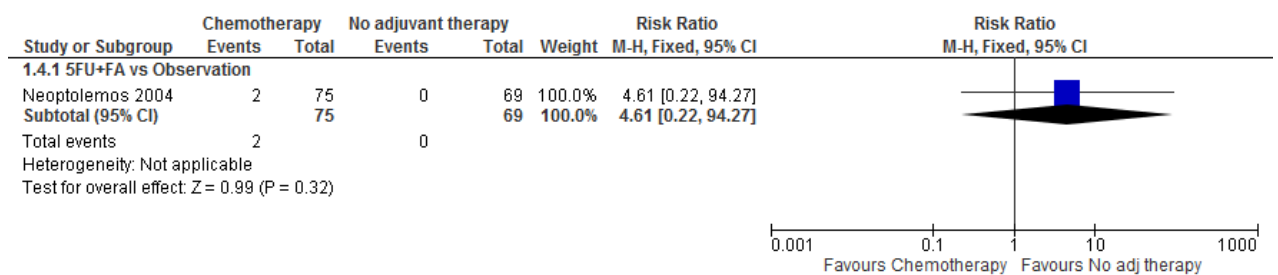 Chemotherapy No adjuvant therapy Risk Ratio Risk Ratio
Study or Subgroup Events Total Events Total Weight M-H, Fixed, 95% CI M-H, Fixed, 95% CI
1.4.1 5FU+FA vs Observation
Neoptolemos 2004 2 75 0 69 100.0% 4.61 [0.22, 94.27]
Subtotal (95% CI) 75 69 100.0% 4.61 [0.22, 94.27]
Total events 2 0
Heterogeneity: Not applicable
Test for overall effect: Z = 0.99 (P = 0.32)
0.001 0.1 1 10 1000
Favours Chemotherapy Favours No adj therapy